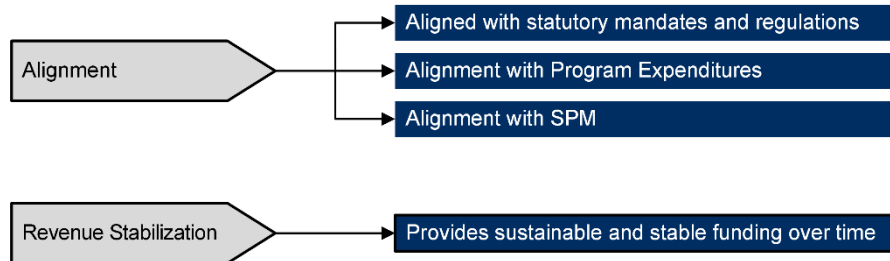 Alignment
Aligned with statutory mandates and regulations
Alignment with Program Expenditures
Alignment with SPM
Revenue Stabilization
Provides sustainable and stable funding over time